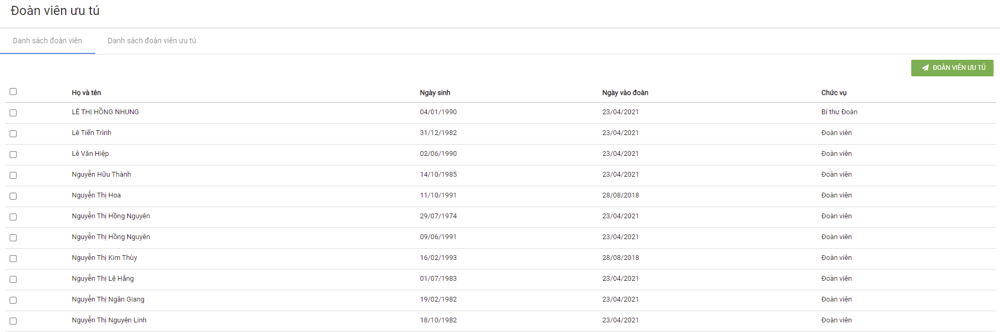 Đoàn viên ưu tú
Danh sách đoàn viên Danh sách đoàn viên ưu tú
ĐOÀN VIÊN ƯU TÚ
Họ và tên Ngày sinh Ngày vào đoàn Chức vụ
LÊ THỊ HỒNG NHUNG 04/01/1990 23/04/2021 Bí thư Đoàn
Lê Tiến Trình 31/12/1982 23/04/2021 Đoàn viên
Lê Văn Hiệp 02/06/1990 23/04/2021 Đoàn viên
Nguyễn Hữu Thành 14/10/1985 23/04/2021 Đoàn viên
Nguyễn Thị Hoa 11/10/1991 28/08/2018 Đoàn viên
Nguyễn Thị Hồng Nguyên 29/07/1974 23/04/2021 Đoàn viên
Nguyễn Thị Hồng Nguyên 09/06/1991 23/04/2021 Đoàn viên
Nguyễn Thị Kim Thùy 16/02/1993 28/08/2018 Đoàn viên
Nguyễn Thị Lệ Hằng 01/07/1983 23/04/2021 Đoàn viên
Nguyễn Thị Ngân Giang 19/02/1982 23/04/2021 Đoàn viên
Nguyễn Thị Nguyên Linh 18/10/1982 23/04/2021 Đoàn viên